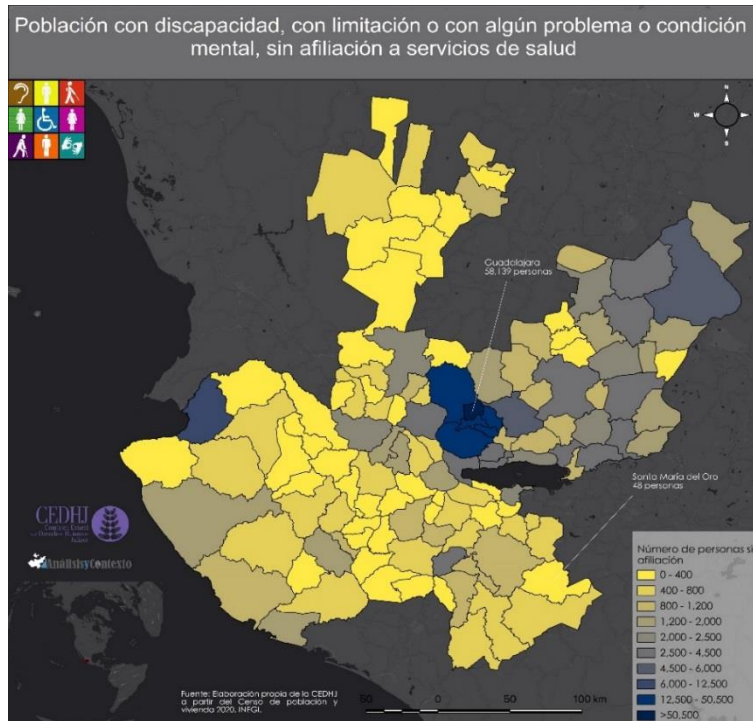 Población con discapacidad, con limitación o con algún problema o condición
mental, sin afiliación a servicios de salud
N
W
E
S
Guadalajara
58,139 personas
Santa María del Oro
48 personas
CEDHJ
AnálisisyContexto
Número de personas si
afiliación
0 - 400
400 - 800
800 - 1,200
1,200 - 2,000
2,000 - 2,500
2,500 - 4,500
4,500 - 6,000
6,000 - 12,500
12,500 - 50,500
>50,500
Fuente: Elaboración propia de la CEDHJ
a partir del Censo de población y
vivienda 2020, INEGI.
50 0 50 100 km